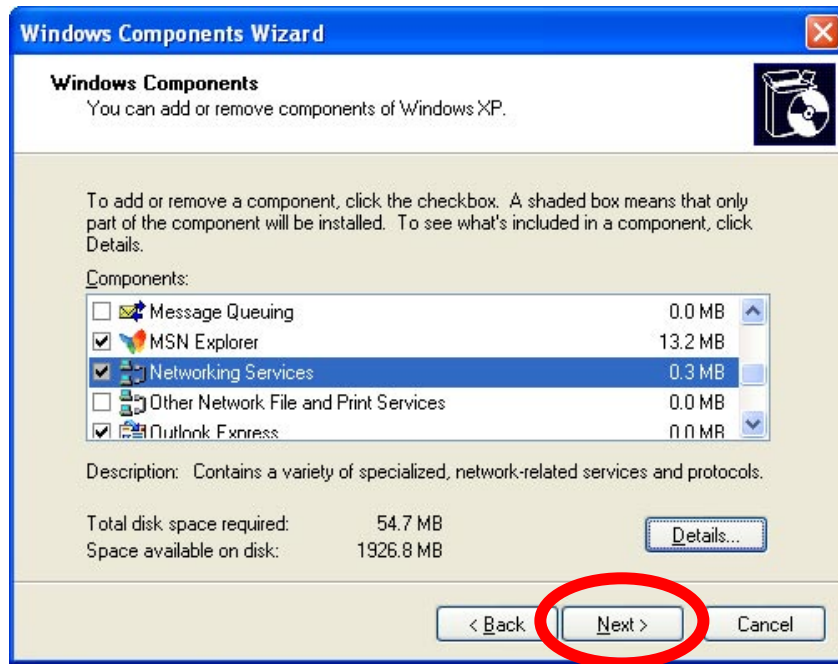 Windows Components Wizard
Windows Components
You can add or remove components of Windows XP.
To add or remove a component, click the checkbox. A shaded box means that only
part of the component will be installed. To see what's included in a component, click
Details.
Components:
Message Queuing 0.0 MB
MSN Explorer 13.2 MB
Networking Services 0.3 MB
Other Network File and Print Services 0.0 MB
Outlook Express 0.0 MB
Description: Contains a variety of specialized, network-related services and protocols.
Total disk space required: 54.7 MB
Space available on disk: 1926.8 MB
Details...
< Back Next > Cancel